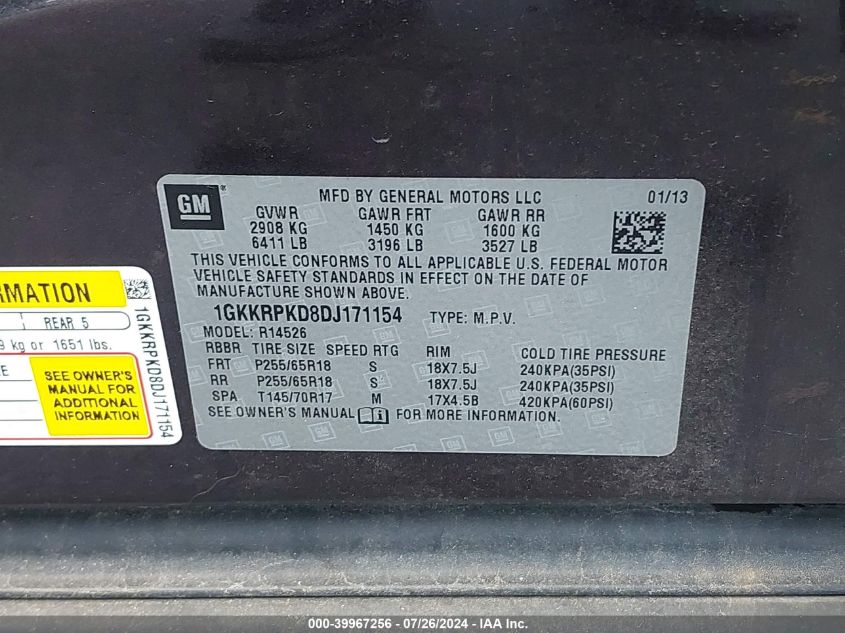 GM
®
MFD BY GENERAL MOTORS LLC 01/13
GVWR GAWR FRT GAWR RR
2908 KG 1450 KG 1600 KG
6411 LB 3196 LB 3527 LB
THIS VEHICLE CONFORMS TO ALL APPLICABLE U.S. FEDERAL MOTOR
VEHICLE SAFETY STANDARDS IN EFFECT ON THE DATE OF
MANUFACTURE SHOWN ABOVE.
1GKKRPKD8DJ171154 TYPE: M.P.V.
MODEL: R14526
RBBR TIRE SIZE SPEED RTG RIM COLD TIRE PRESSURE
FRT P255/65R18 S 18X7.5J 240KPA(35PSI)
RR P255/65R18 S 18X7.5J 240KPA(35PSI)
SPA T145/70R17 M 17X4.5B 420KPA(60PSI)
SEE OWNER'S MANUAL FOR MORE INFORMATION.
RMATION
REAR 5
9 kg or 1651 lbs.
SEE OWNER'S
MANUAL FOR
ADDITIONAL
INFORMATION
1GKKRPKD8DJ171154
000-39967256 - 07/26/2024 - IAA Inc.